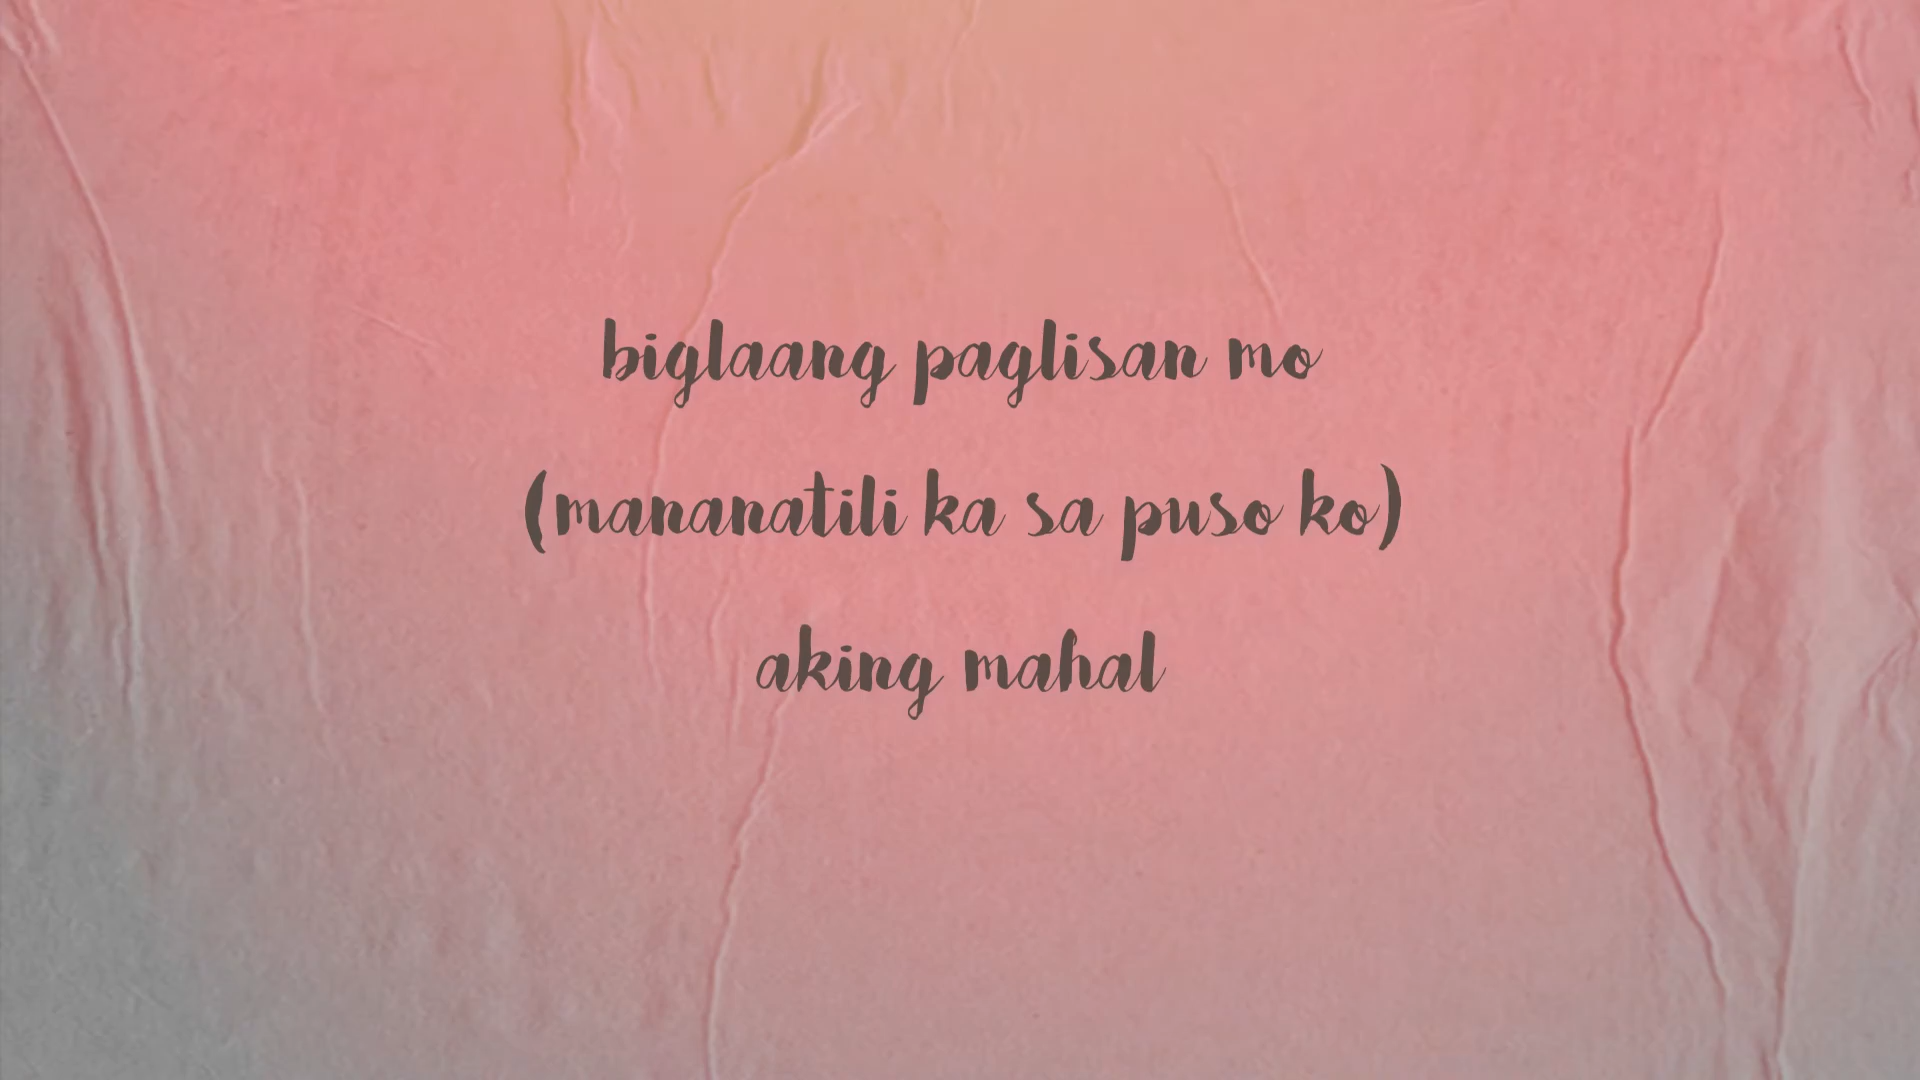 biglaang paglisan mo
(mananatili ka sa puso ko)
aking mahal